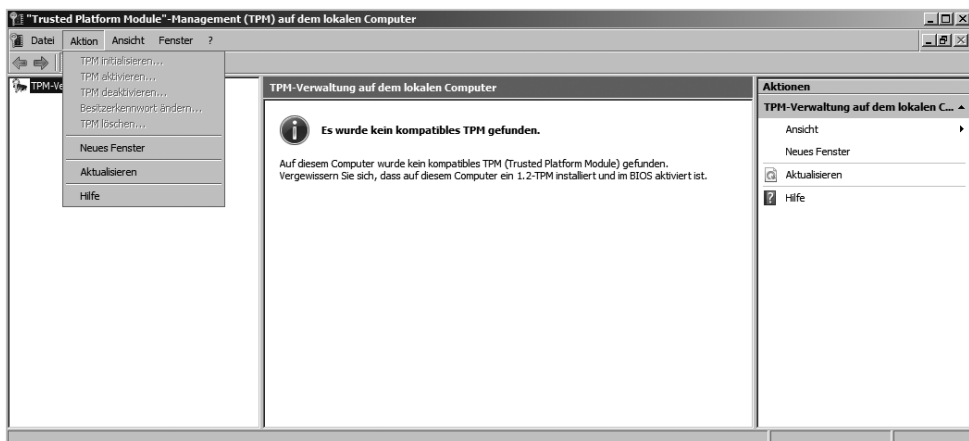 "Trusted Platform Module"-Management (TPM) auf dem lokalen Computer
Datei Aktion Ansicht Fenster ?
TPM initialisieren...
TPM aktivieren...
TPM deaktivieren...
Besitzerkennwort ändern...
TPM löschen...
Neues Fenster
Aktualisieren
Hilfe
TPM-Ve
TPM-Verwaltung auf dem lokalen Computer
Es wurde kein kompatibles TPM gefunden.
Auf diesem Computer wurde kein kompatibles TPM (Trusted Platform Module) gefunden.
Vergewissern Sie sich, dass auf diesem Computer ein 1.2-TPM installiert und im BIOS aktiviert ist.
Aktionen
TPM-Verwaltung auf dem lokalen C...
Ansicht
Neues Fenster
Aktualisieren
Hilfe